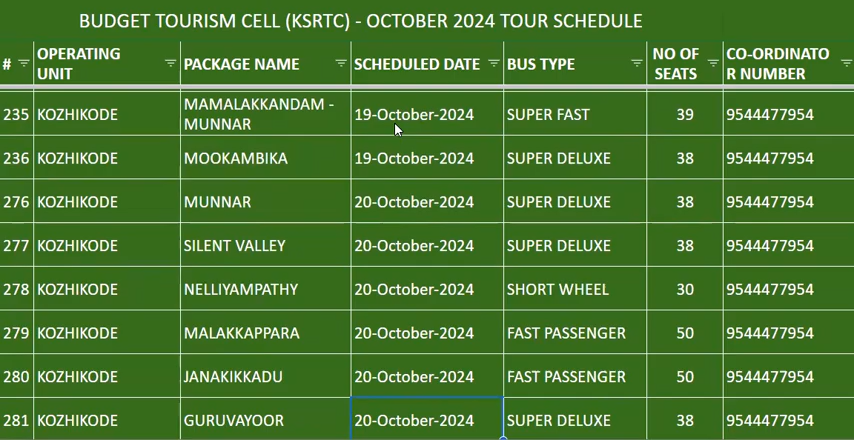 BUDGET TOURISM CELL (KSRTC) - OCTOBER 2024 TOUR SCHEDULE
# OPERATING UNIT PACKAGE NAME SCHEDULED DATE BUS TYPE NO OF SEATS CO-ORDINATO R NUMBER
235 KOZHIKODE MAMALAKKANDAM - MUNNAR 19-October-2024 SUPER FAST 39 9544477954
236 KOZHIKODE MOOKAMBIKA 19-October-2024 SUPER DELUXE 38 9544477954
276 KOZHIKODE MUNNAR 20-October-2024 SUPER DELUXE 38 9544477954
277 KOZHIKODE SILENT VALLEY 20-October-2024 SUPER DELUXE 38 9544477954
278 KOZHIKODE NELLIYAMPATHY 20-October-2024 SHORT WHEEL 30 9544477954
279 KOZHIKODE MALAKKAPPARA 20-October-2024 FAST PASSENGER 50 9544477954
280 KOZHIKODE JANAKIKKADU 20-October-2024 FAST PASSENGER 50 9544477954
281 KOZHIKODE GURUVAYOOR 20-October-2024 SUPER DELUXE 38 9544477954